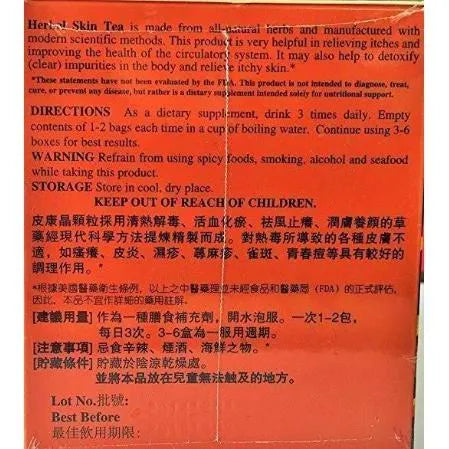 Herbal Skin Tea is made from all-natural herbs and manufactured with
modern scientific methods. This product is very helpful in relieving itches and
improving the health of the circulatory system. It may also help to detoxify
(clear) impurities in the body and relieve itchy skin.*
*These statements have not been evaluated by the FDA. This product is not intended to diagnose, treat,
cure, or prevent any disease, but rather is a dietary supplement intended solely for nutritional support.
DIRECTIONS As a dietary supplement, drink 3 times daily. Empty
contents of 1-2 bags each time in a cup of boiling water. Continue using 3-6
boxes for best results.
WARNING Refrain from using spicy foods, smoking, alcohol and seafood
while taking this product.
STORAGE Store in cool, dry place.
KEEP OUT OF REACH OF CHILDREN.
皮康晶顆粒採用清熱解毒、活血化瘀、祛風止癢、潤膚養顏的草
藥經現代科學方法提煉精製而成。對熱毒所導致的各種皮膚不
適，如瘙癢、皮炎、濕疹、蕁麻疹、雀斑、青春痘等具有較好的
調理作用。*
*根據美國醫藥衛生條例，以上之中醫藥理並未經食品和醫藥局 (FDA) 的正式評估，
因此，本品不宜作詳細的藥用註解．
[建議用量] 作為一種膳食補充劑，開水泡服。一次1-2包，
每日3次。3-6盒為一服用週期。
[注意事項] 忌食辛辣、煙酒、海鮮之物。*
[貯藏條件] 貯藏於陰涼乾燥處。
並將本品放在兒童無法触及的地方。
Lot No.批號:
Best Before
最佳飲用期限: